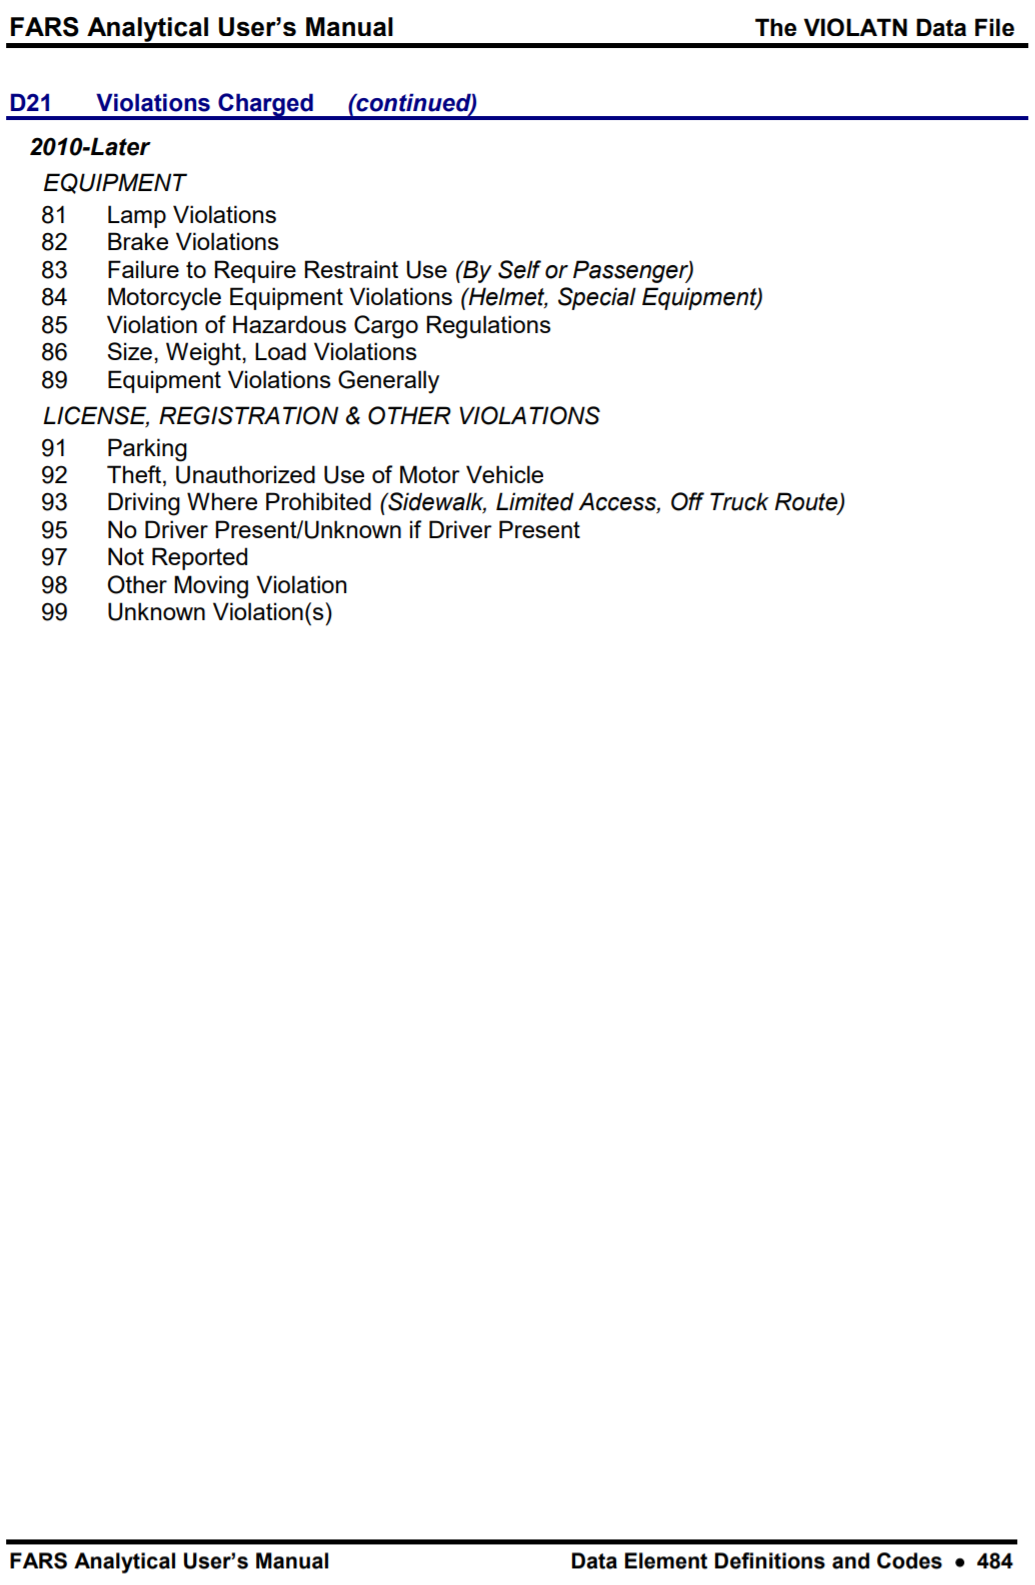 FARS Analytical User's Manual The VIOLATN Data File
D21 Violations Charged (continued)
2010-Later
EQUIPMENT
81 Lamp Violations
82 Brake Violations
83 Failure to Require Restraint Use (By Self or Passenger)
84 Motorcycle Equipment Violations (Helmet, Special Equipment)
85 Violation of Hazardous Cargo Regulations
86 Size, Weight, Load Violations
89 Equipment Violations Generally
LICENSE, REGISTRATION & OTHER VIOLATIONS
91 Parking
92 Theft, Unauthorized Use of Motor Vehicle
93 Driving Where Prohibited (Sidewalk, Limited Access, Off Truck Route)
95 No Driver Present/Unknown if Driver Present
97 Not Reported
98 Other Moving Violation
99 Unknown Violation(s)
FARS Analytical User's Manual Data Element Definitions and Codes • 484